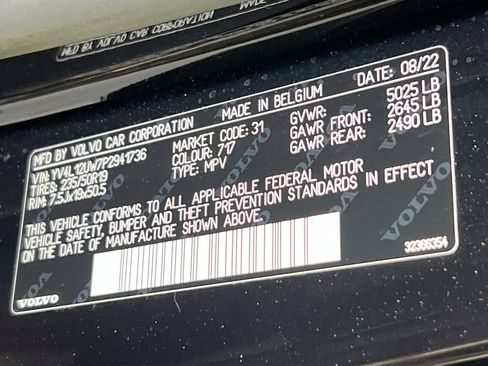 MFD BY VOLVO CAR CORPORATION MADE IN BELGIUM DATE: 08/22
VIN: YV4L12UW7P2941736 MARKET CODE: 31 GVWR: 5025 LB
TIRES: 235/50R19 COLOUR: 717 GAWR FRONT: 2645 LB
RIM: 7.5Jx19x50.5 TYPE: MPV GAWR REAR: 2490 LB
THIS VEHICLE CONFORMS TO ALL APPLICABLE FEDERAL MOTOR
VEHICLE SAFETY, BUMPER AND THEFT PREVENTION STANDARDS IN EFFECT
ON THE DATE OF MANUFACTURE SHOWN ABOVE.
32366354
VOLVO